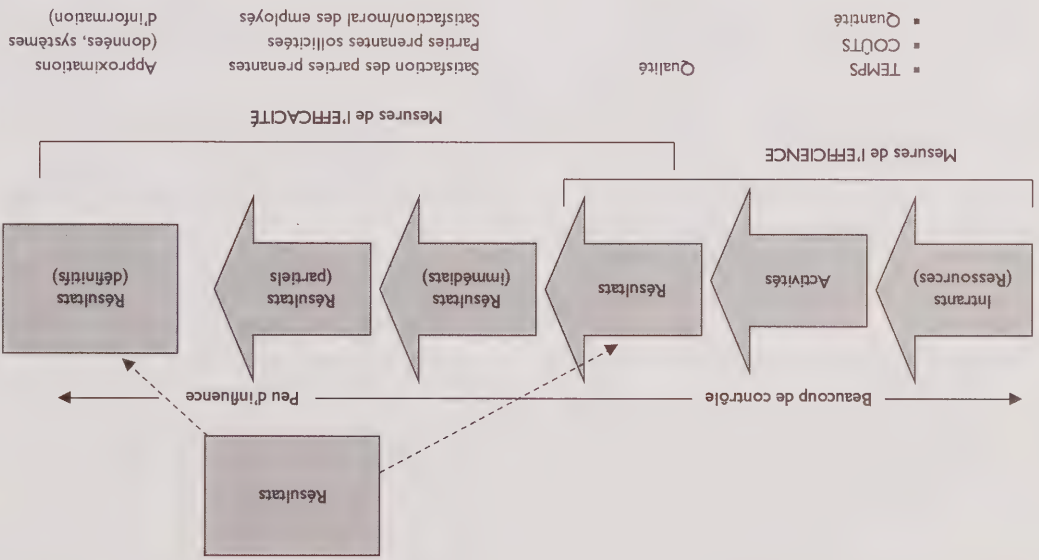 Résultats
Beaucoup de contrôle
Peu d'influence
Intrants
(Ressources)
Activités
Résultats
Résultats
(immédiats)
Résultats
(partiels)
Résultats
(définitifs)
Mesures de l'EFFICIENCE
Mesures de l'EFFICACITÉ
▪ TEMPS
▪ COÛTS
▪ Quantité
Qualité
Satisfaction des parties prenantes
Parties prenantes sollicitées
Satisfaction/moral des employés
Approximations
(données, systèmes
d'information)